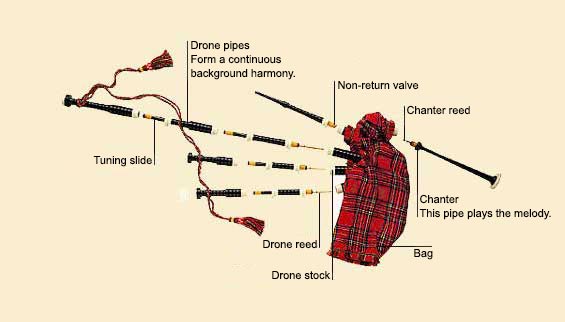 Drone pipes
Form a continuous
background harmony.
Non-return valve
Chanter reed
Tuning slide
Chanter
This pipe plays the melody.
Drone reed
Bag
Drone stock